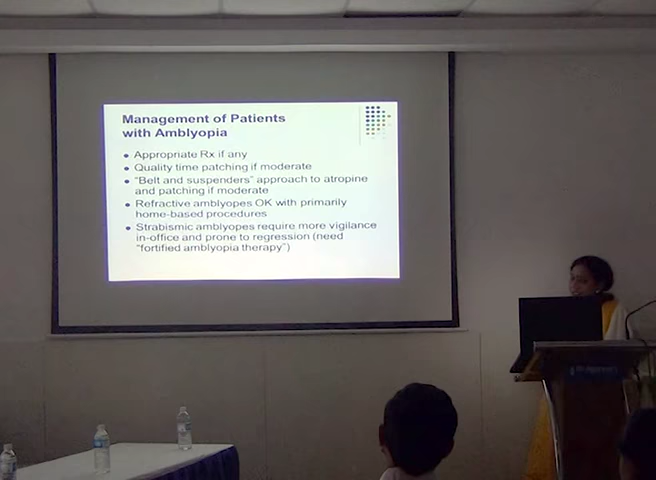 Management of Patients
with Amblyopia
• Appropriate Rx if any
• Quality time patching if moderate
• “Belt and suspenders” approach to atropine
and patching if moderate
• Refractive amblyopes OK with primarily
home-based procedures
• Strabismic amblyopes require more vigilance
in-office and prone to regression (need
“fortified amblyopia therapy”)